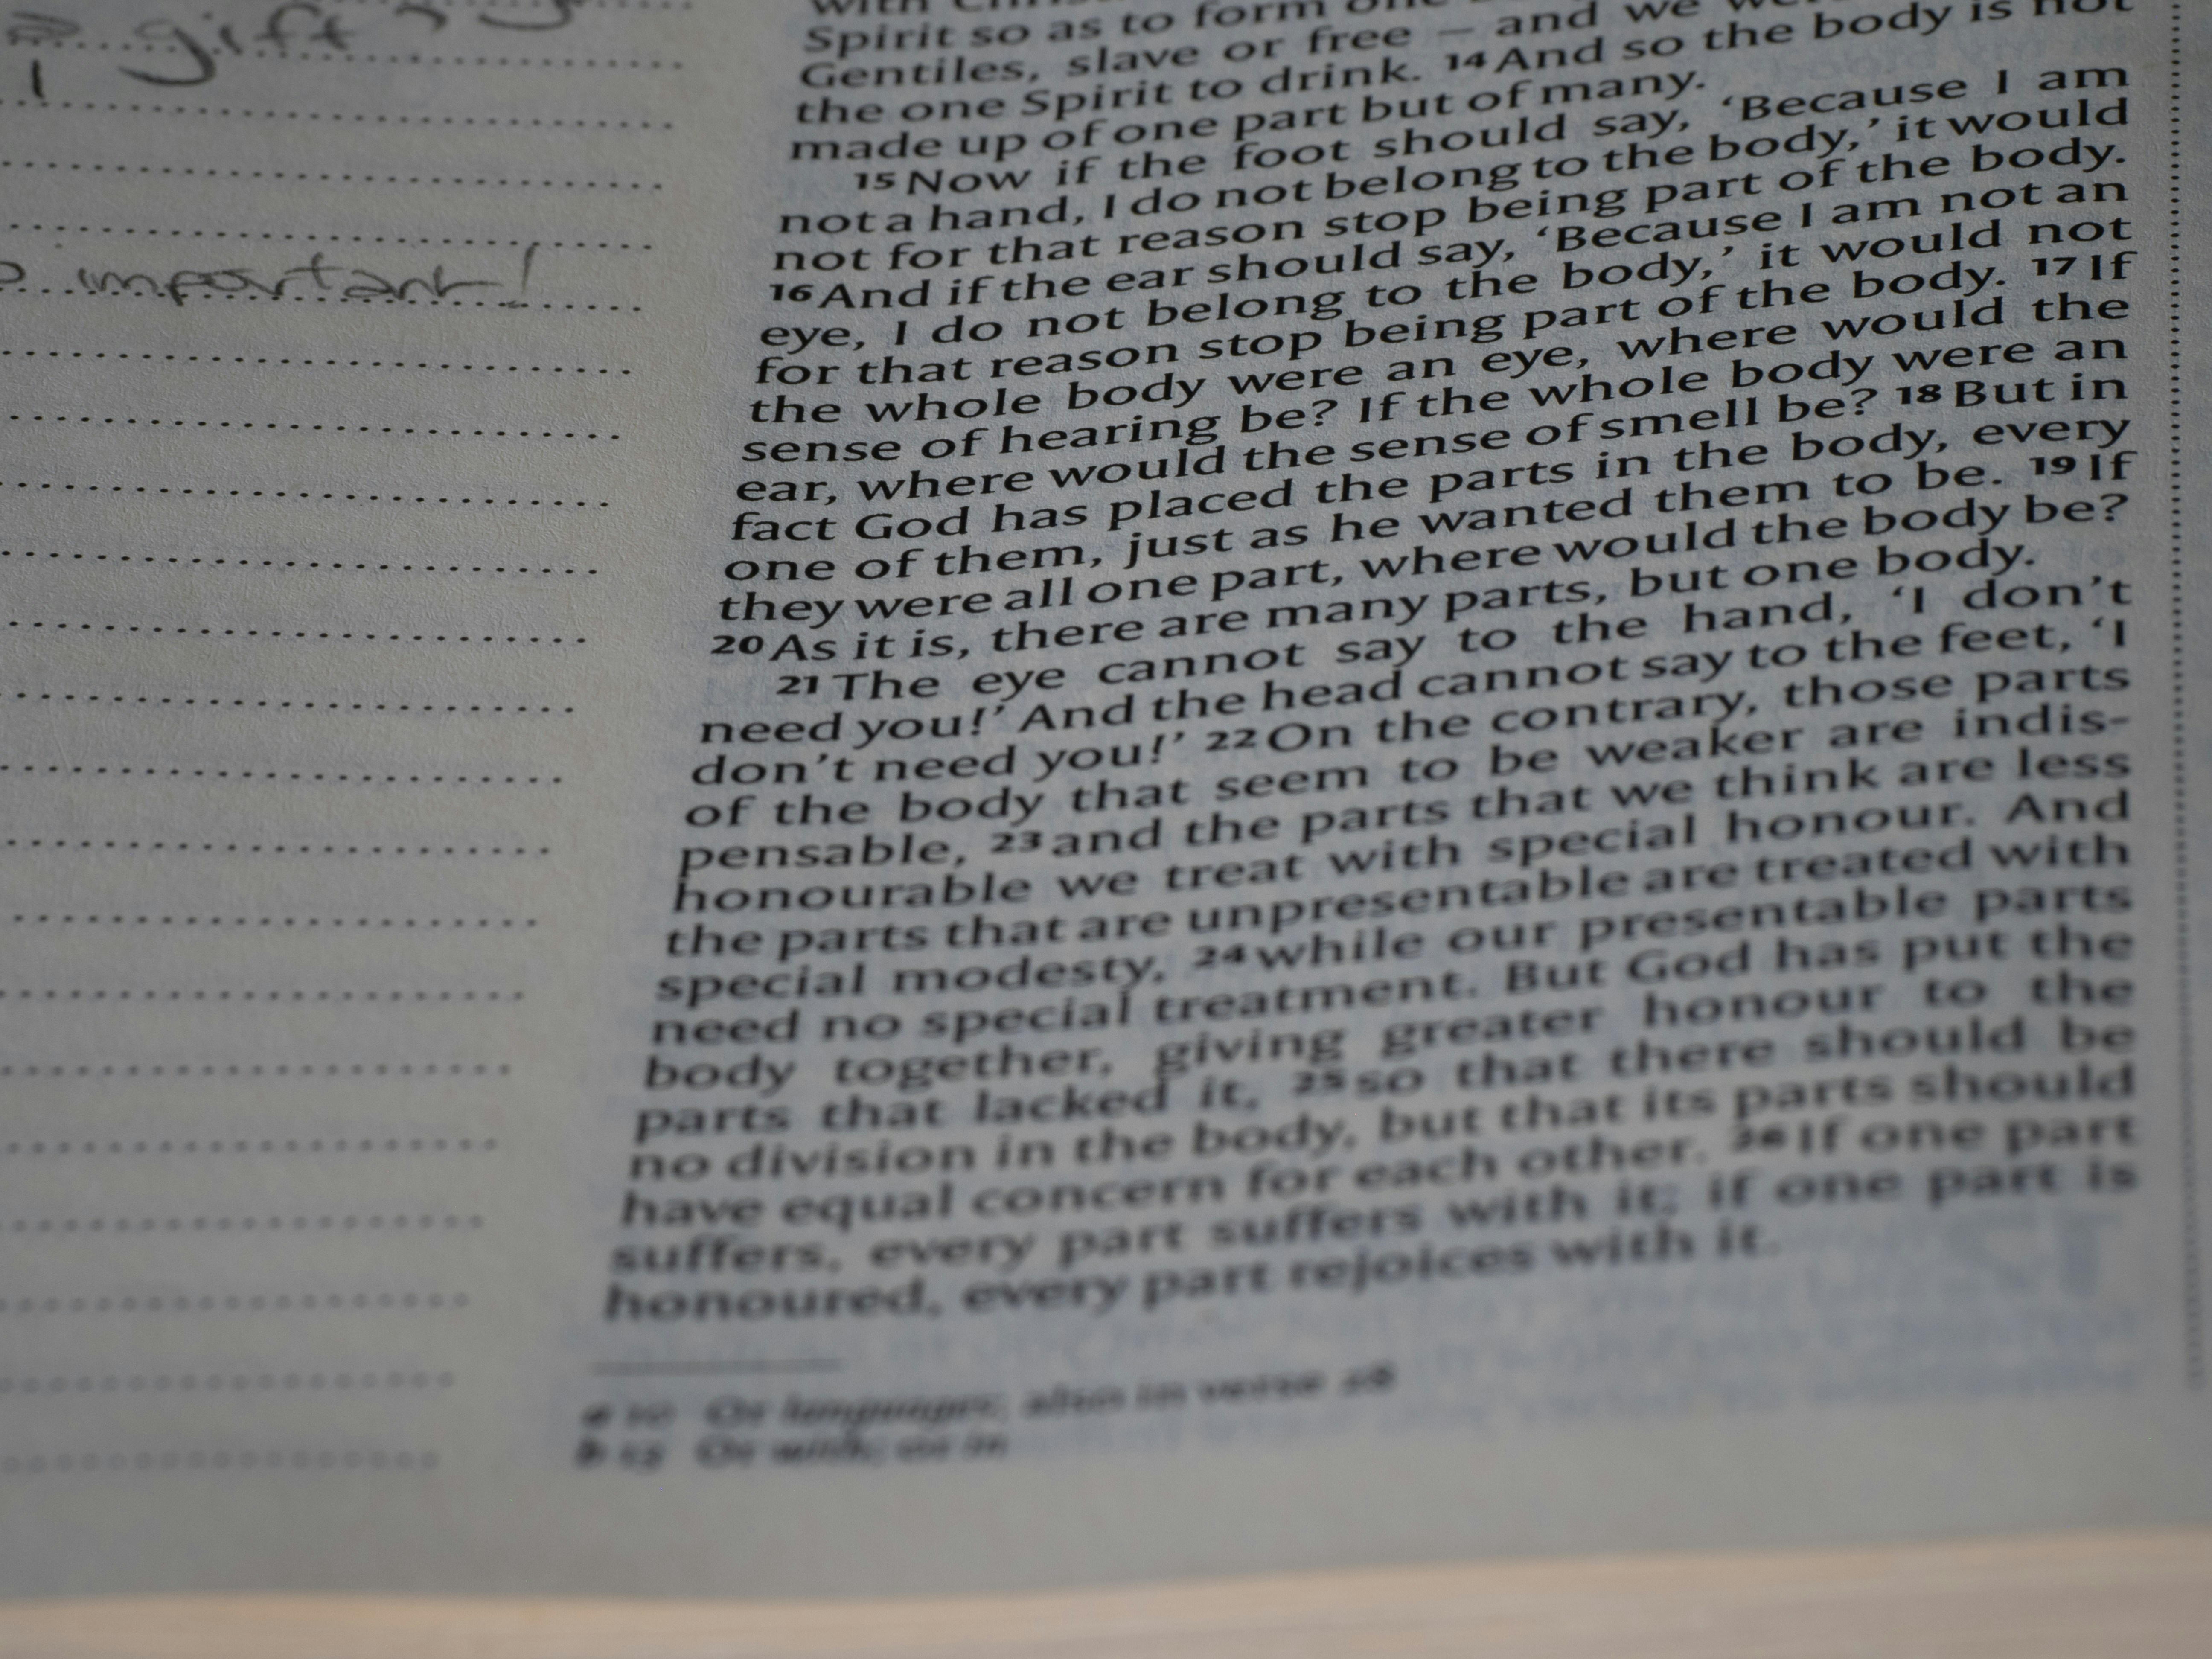 gift
important!
Spirit so as to form one
Gentiles, slave or free – and we
the one Spirit to drink. 14 And so the body is not
made up of one part but of many.
15 Now if the foot should say, ‘Because I am
not a hand, I do not belong to the body,’ it would
not for that reason stop being part of the body.
16 And if the ear should say, ‘Because I am not an
eye, I do not belong to the body,’ it would not
for that reason stop being part of the body. 17 If
the whole body were an eye, where would the
sense of hearing be? If the whole body were an
ear, where would the sense of smell be? 18 But in
fact God has placed the parts in the body, every
one of them, just as he wanted them to be. 19 If
they were all one part, where would the body be?
20 As it is, there are many parts, but one body.
21 The eye cannot say to the hand, ‘I don’t
need you!’ And the head cannot say to the feet, ‘I
don’t need you!’ 22 On the contrary, those parts
of the body that seem to be weaker are indis-
pensable, 23 and the parts that we think are less
honourable we treat with special honour. And
the parts that are unpresentable are treated with
special modesty, 24 while our presentable parts
need no special treatment. But God has put the
body together, giving greater honour to the
parts that lacked it, 25 so that there should be
no division in the body, but that its parts should
have equal concern for each other. 26 If one part
suffers, every part suffers with it; if one part is
honoured, every part rejoices with it.
a 10 Or languages; also in verse 28
b 13 Or with; or in